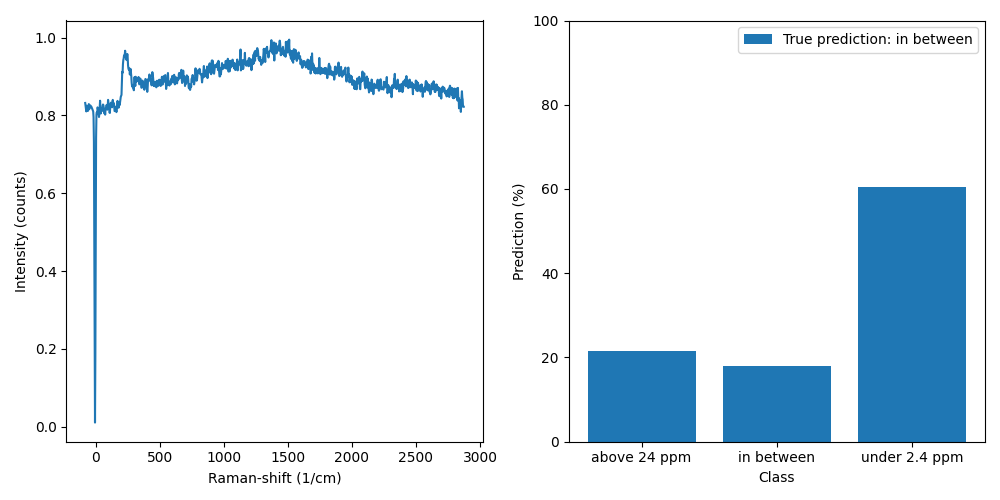 1.0
0.8
0.6
0.4
0.2
0.0
Intensity (counts)
0 500 1000 1500 2000 2500 3000
Raman-shift (1/cm)
100
80
60
40
20
0
Prediction (%)
True prediction: in between
above 24 ppm in between under 2.4 ppm
Class